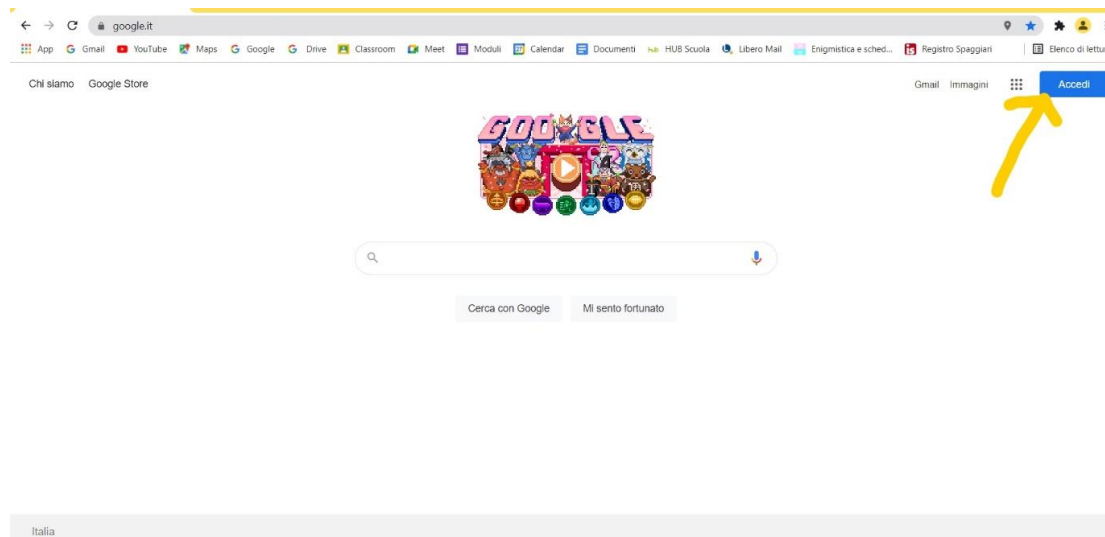 google.it
App Gmail YouTube Maps Google Drive Classroom Meet Moduli Calendar Documenti HUB Scuola Libero Mail Enigmistica e sched... Registro Spaggiari Elenco di lettu
Chi siamo Google Store Gmail Immagini Accedi
GOOGLE
Cerca con Google Mi sento fortunato
Italia